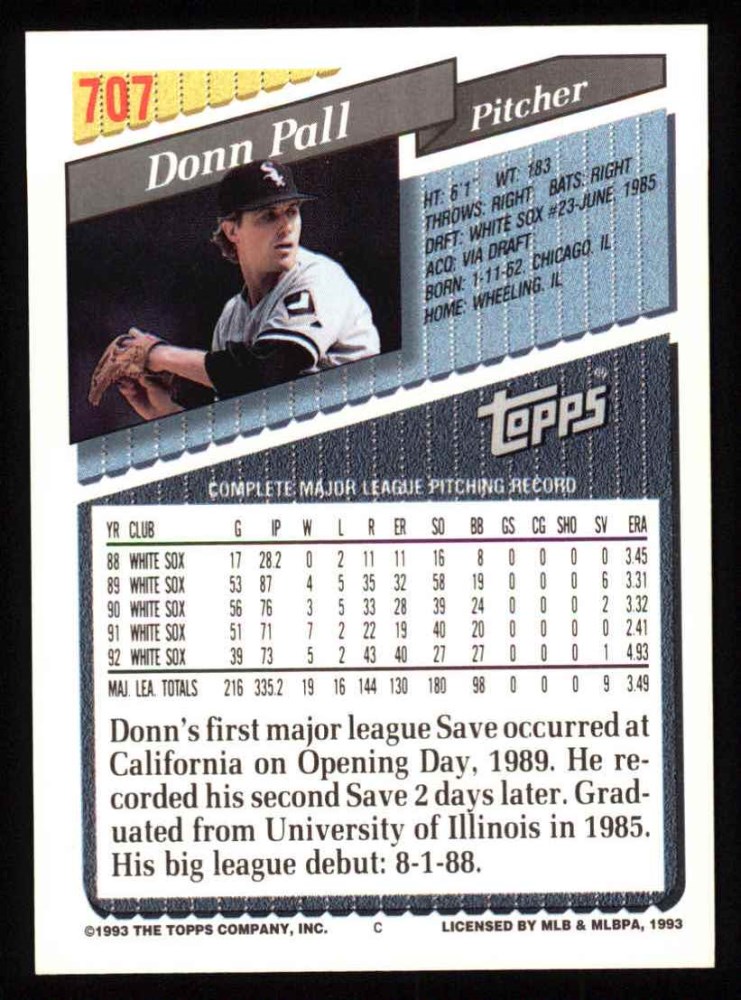 707
Donn Pall
Pitcher
HT: 6'1" WT: 183
THROWS: RIGHT BATS: RIGHT
DRFT: WHITE SOX #23-JUNE, 1985
ACQ: VIA DRAFT
BORN: 1-11-62, CHICAGO, IL
HOME: WHEELING, IL
Topps
COMPLETE MAJOR LEAGUE PITCHING RECORD
YR CLUB G IP W L R ER SO BB GS CG SHO SV ERA
88 WHITE SOX 17 28.2 0 2 11 11 16 8 0 0 0 0 3.45
89 WHITE SOX 53 87 4 5 35 32 58 19 0 0 0 6 3.31
90 WHITE SOX 56 76 3 5 33 28 39 24 0 0 0 2 3.32
91 WHITE SOX 51 71 7 2 22 19 40 20 0 0 0 0 2.41
92 WHITE SOX 39 73 5 2 43 40 27 27 0 0 0 1 4.93
MAJ. LEA. TOTALS 216 335.2 19 16 144 130 180 98 0 0 0 9 3.49
Donn's first major league Save occurred at
California on Opening Day, 1989. He re-
corded his second Save 2 days later. Grad-
uated from University of Illinois in 1985.
His big league debut: 8-1-88.
©1993 THE TOPPS COMPANY, INC. C LICENSED BY MLB & MLBPA, 1993